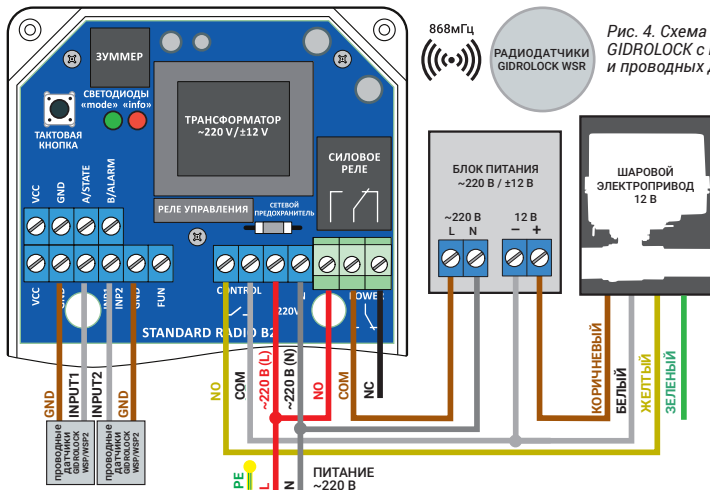 868мГц
РАДИОДАТЧИКИ
GIDROLOCK WSR
Рис. 4. Схема
GIDROLOCK с
и проводных д
ЗУММЕР
СВЕТОДИОДЫ
«mode» «info»
ТАКТОВАЯ
КНОПКА
ТРАНСФОРМАТОР
~220 V/±12 V
СИЛОВОЕ
РЕЛЕ
РЕЛЕ УПРАВЛЕНИЯ
СЕТЕВОЙ
ПРЕДОХРАНИТЕЛЬ
VCC
GND
A/STATE
B/ALARM
VCC
GND
INP1
INP2
GND
FUN
CONTROL
220V
N
POWER
STANDARD RADIO B2
БЛОК ПИТАНИЯ
~220 В / ±12 В
~220 В
L N
12 В
– +
ШАРОВОЙ
ЭЛЕКТРОПРИВОД
12 В
GND
INPUT1
INPUT2
GND
проводные
датчики
GIDROLOCK
WSP/WSP2
проводные
датчики
GIDROLOCK
WSP/WSP2
NO
COM
~220 В (L)
~220 В (N)
NO
COM
NC
КОРИЧНЕВЫЙ
БЕЛЫЙ
ЖЕЛТЫЙ
ЗЕЛЕНЫЙ
PE
L
N
ПИТАНИЕ
~220 В